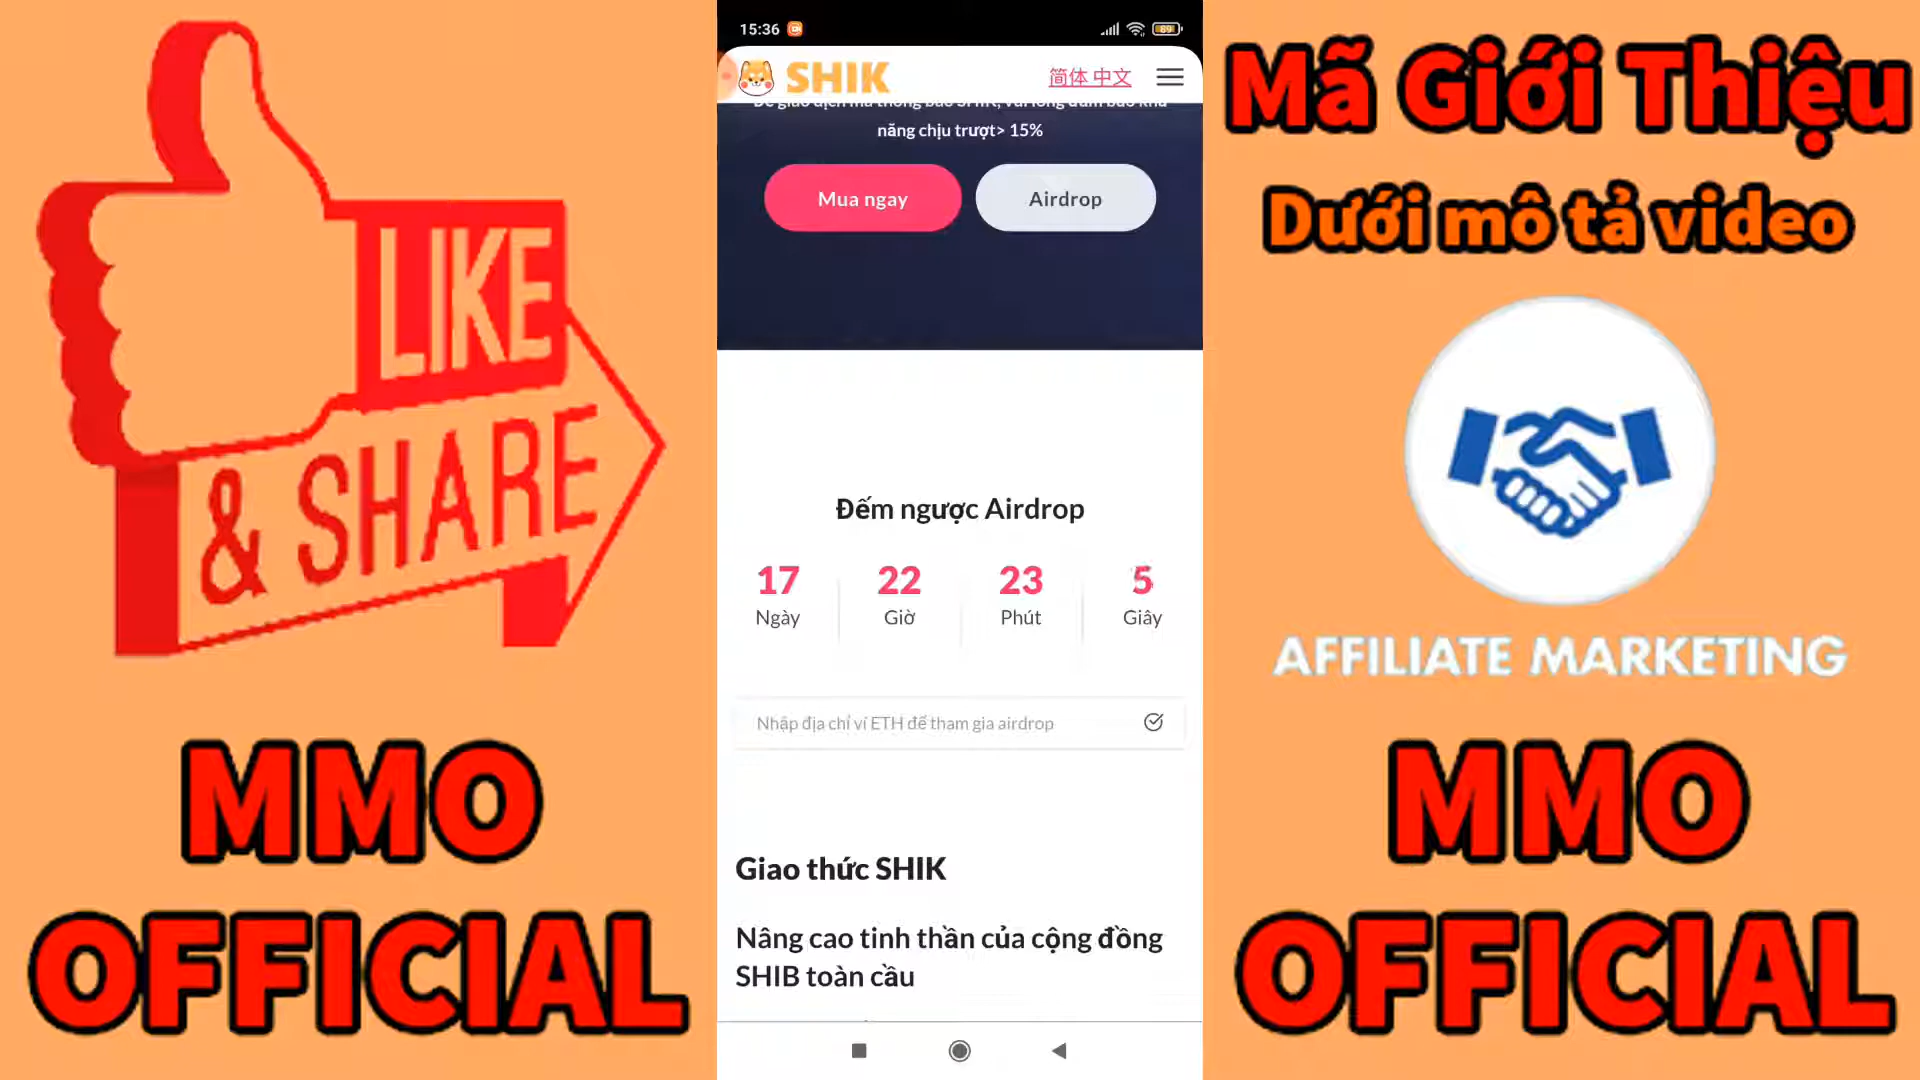 LIKE
& SHARE
MMO
OFFICIAL
15:36
89
SHIK
简体 中文
năng chịu trượt> 15%
Mua ngay
Airdrop
Đếm ngược Airdrop
17 22 23 5
Ngày Giờ Phút Giây
Nhập địa chỉ ví ETH để tham gia airdrop
Giao thức SHIK
Nâng cao tinh thần của cộng đồng
SHIB toàn cầu
Mã Giới Thiệu
Dưới mô tả video
AFFILIATE MARKETING
MMO
OFFICIAL